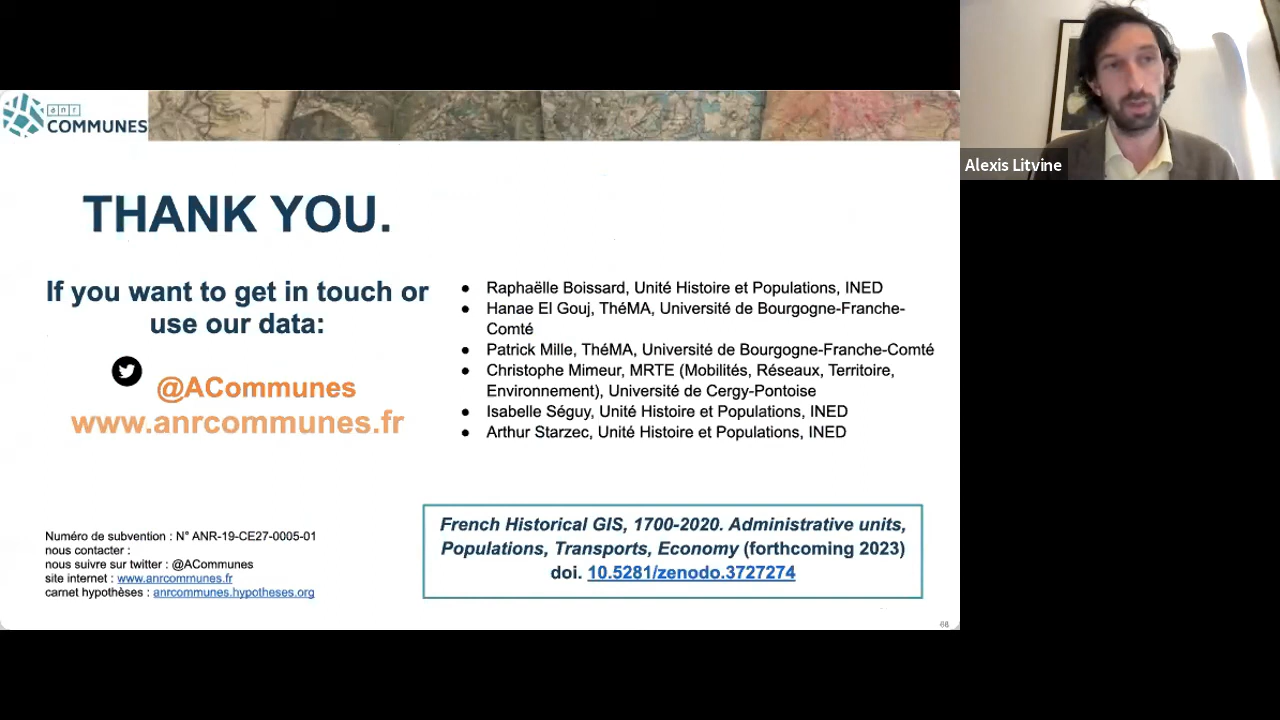 anr
COMMUNES
Alexis Litvine
THANK YOU.
If you want to get in touch or
use our data:
@ACommunes
www.anrcommunes.fr
● Raphaëlle Boissard, Unité Histoire et Populations, INED
● Hanae El Gouj, ThéMA, Université de Bourgogne-Franche-
Comté
● Patrick Mille, ThéMA, Université de Bourgogne-Franche-Comté
● Christophe Mimeur, MRTE (Mobilités, Réseaux, Territoire,
Environnement), Université de Cergy-Pontoise
● Isabelle Séguy, Unité Histoire et Populations, INED
● Arthur Starzec, Unité Histoire et Populations, INED
Numéro de subvention : N° ANR-19-CE27-0005-01
nous contacter :
nous suivre sur twitter : @ACommunes
site internet : www.anrcommunes.fr
carnet hypothèses : anrcommunes.hypotheses.org
French Historical GIS, 1700-2020. Administrative units,
Populations, Transports, Economy (forthcoming 2023)
doi. 10.5281/zenodo.3727274
68